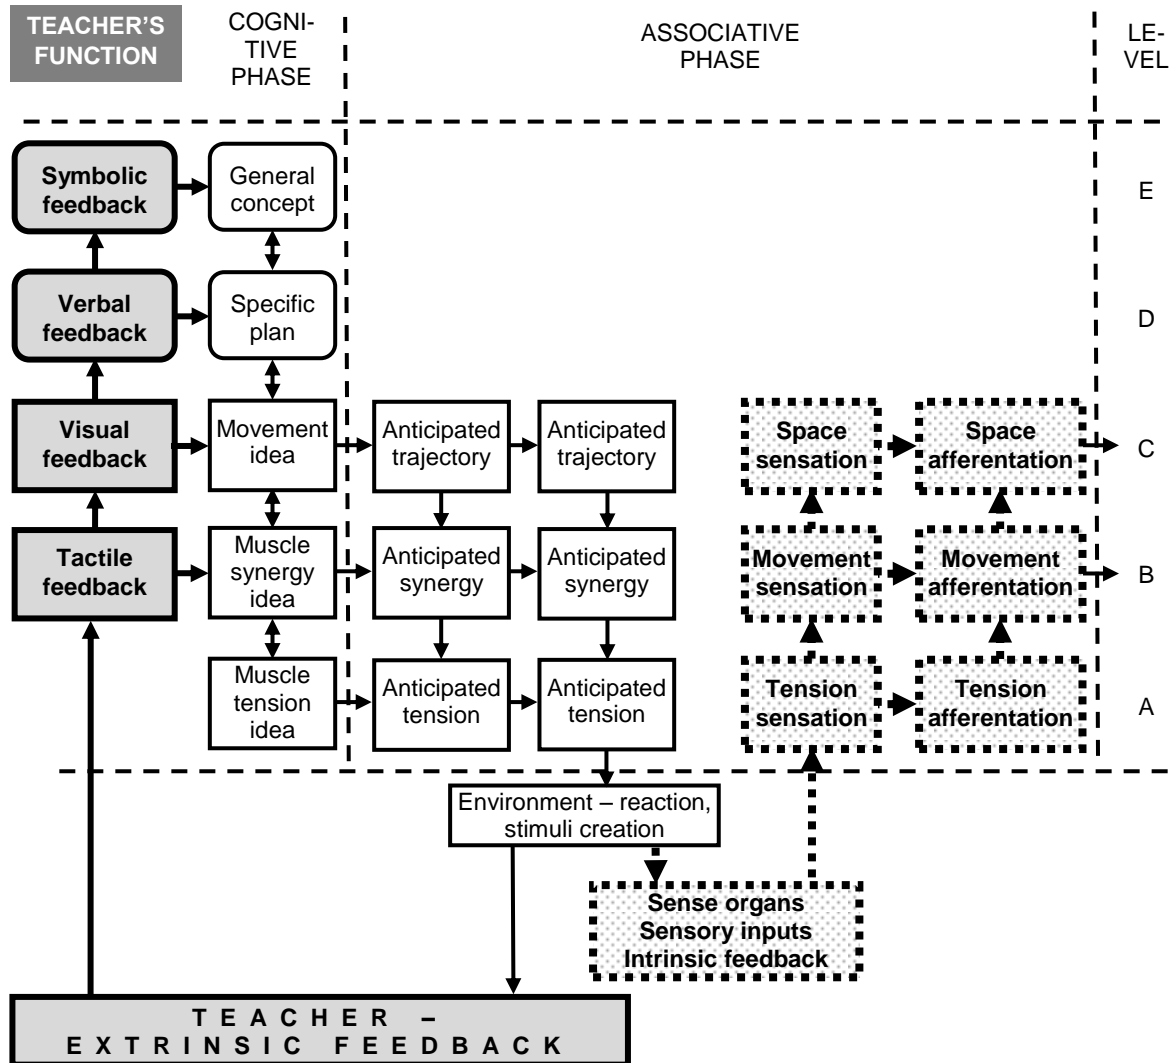 TEACHER'S
FUNCTION
COGNI-
TIVE
PHASE
ASSOCIATIVE
PHASE
LE-
VEL
Symbolic
feedback
General
concept
E
Verbal
feedback
Specific
plan
D
Visual
feedback
Movement
idea
Anticipated
trajectory
Anticipated
trajectory
Space
sensation
Space
afferentation
C
Tactile
feedback
Muscle
synergy
idea
Anticipated
synergy
Anticipated
synergy
Movement
sensation
Movement
afferentation
B
Muscle
tension
idea
Anticipated
tension
Anticipated
tension
Tension
sensation
Tension
afferentation
A
Environment – reaction,
stimuli creation
Sense organs
Sensory inputs
Intrinsic feedback
TEACHER –
EXTRINSIC FEEDBACK